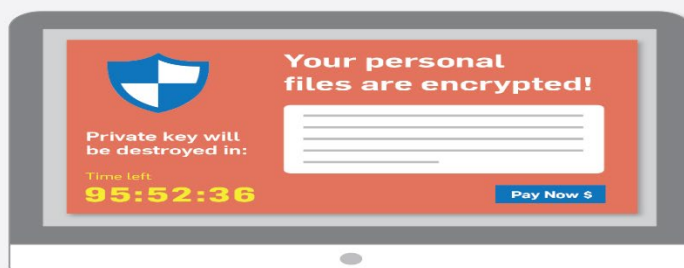 Your personal
files are encrypted!
Private key will
be destroyed in:
Time left
95:52:36
Pay Now $